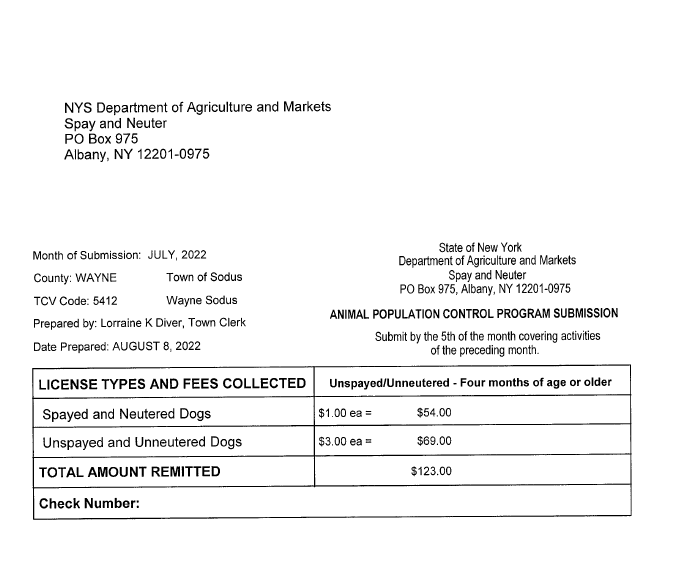 NYS Department of Agriculture and Markets
Spay and Neuter
PO Box 975
Albany, NY 12201-0975
Month of Submission: JULY, 2022
County: WAYNE Town of Sodus
TCV Code: 5412 Wayne Sodus
Prepared by: Lorraine K Diver, Town Clerk
Date Prepared: AUGUST 8, 2022
State of New York
Department of Agriculture and Markets
Spay and Neuter
PO Box 975, Albany, NY 12201-0975
ANIMAL POPULATION CONTROL PROGRAM SUBMISSION
Submit by the 5th of the month covering activities
of the preceding month.
LICENSE TYPES AND FEES COLLECTED Unspayed/Unneutered - Four months of age or older
Spayed and Neutered Dogs $1.00 ea = $54.00
Unspayed and Unneutered Dogs $3.00 ea = $69.00
TOTAL AMOUNT REMITTED $123.00
Check Number: